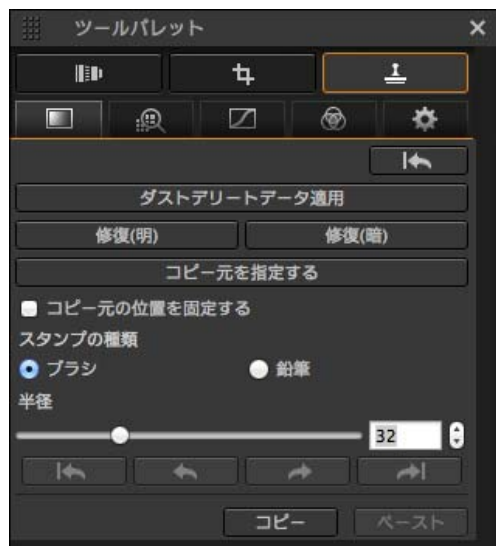 ツールパレット
ダストデリートデータ適用
修復(明) 修復(暗)
コピー元を指定する
コピー元の位置を固定する
スタンプの種類
ブラシ 鉛筆
半径
32
コピー ペースト